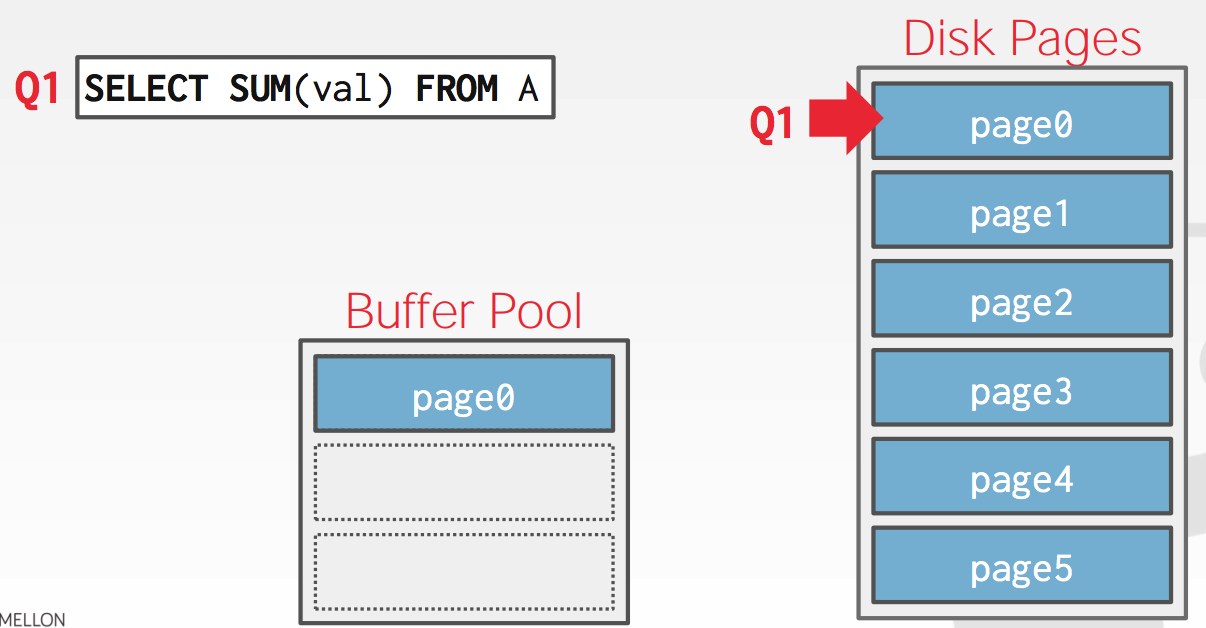 Disk Pages
Q1 SELECT SUM(val) FROM A
Q1
page0
page1
page2
page3
page4
page5
Buffer Pool
page0
MELLON